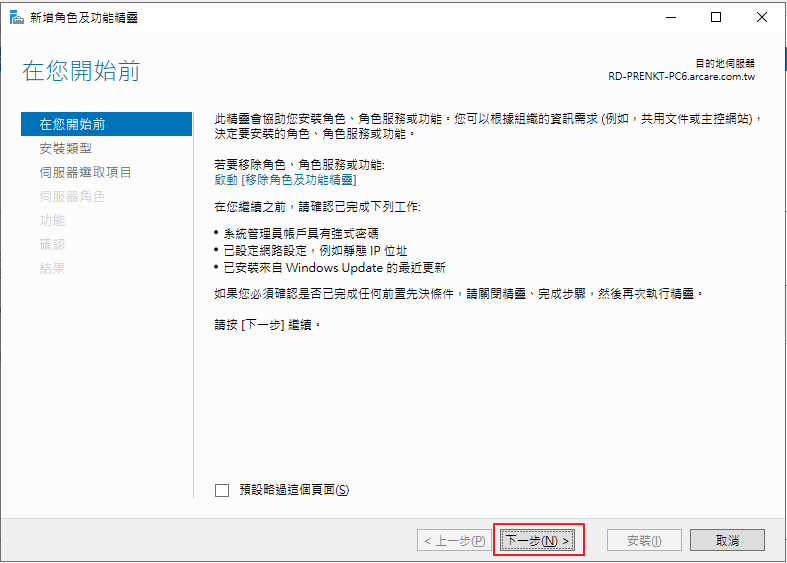 新增角色及功能精靈
在您開始前
目的地伺服器
RD-PRENKT-PC6.arcare.com.tw
在您開始前
安裝類型
伺服器選取項目
伺服器角色
功能
確認
結果
此精靈會協助您安裝角色、角色服務或功能。您可以根據組織的資訊需求 (例如，共用文件或主控網站)，
決定要安裝的角色、角色服務或功能。
若要移除角色、角色服務或功能:
啟動 [移除角色及功能精靈]
在您繼續之前，請確認已完成下列工作:
• 系統管理員帳戶具有強式密碼
• 已設定網路設定，例如靜態 IP 位址
• 已安裝來自 Windows Update 的最近更新
如果您必須確認是否已完成任何前置先決條件，請關閉精靈、完成步驟，然後再次執行精靈。
請按 [下一步] 繼續。
預設略過這個頁面(S)
< 上一步(P)
下一步(N) >
安裝(I)
取消